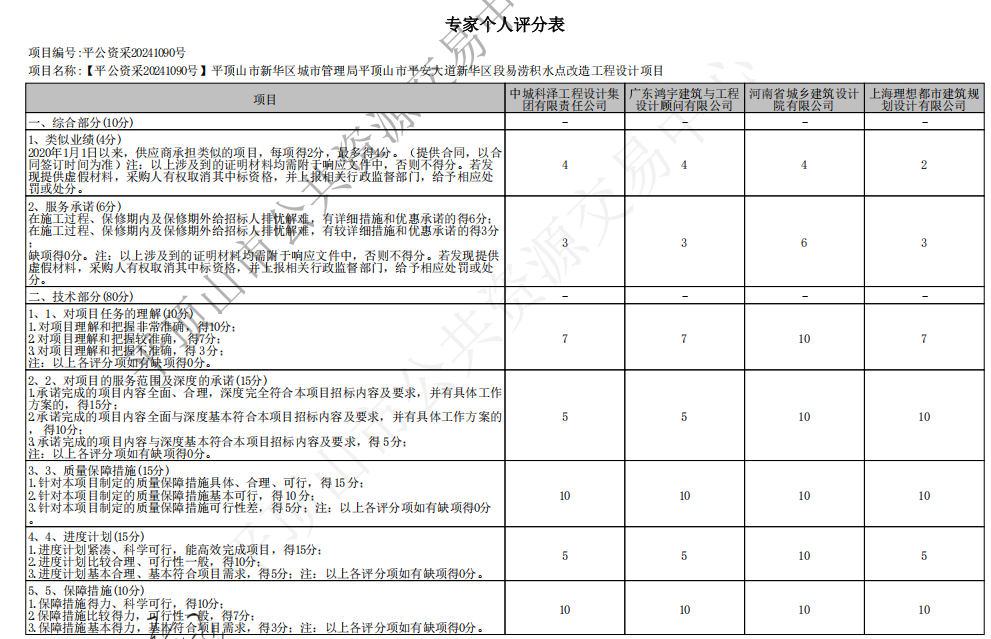 专家个人评分表
项目编号:平公资采20241090号
项目名称:【平公资采20241090号】平顶山市新华区城市管理局平顶山市平安大道新华区段易涝积水点改造工程设计项目
项目
中城科泽工程设计集
团有限责任公司
广东鸿宇建筑与工程
设计顾问有限公司
河南省城乡建筑设计
院有限公司
上海理想都市建筑规
划设计有限公司
一、综合部分(10分)
- - - -
1、类似业绩(4分)
2020年1月1日以来，供应商承担类似的项目，每项得2分，最多得4分。（提供合同，以合
同签订时间为准）注：以上涉及到的证明材料均需附于响应文件中，否则不得分。若发
现提供虚假材料，采购人有权取消其中标资格，并上报相关行政监督部门，给予相应处
罚或处分。
4 4 4 2
2、服务承诺(6分)
在施工过程、保修期内及保修期外给招标人排忧解难，有详细措施和优惠承诺的得6分；
在施工过程、保修期内及保修期外给招标人排忧解难，有较详细措施和优惠承诺的得3分
；
缺项得0分。注：以上涉及到的证明材料均需附于响应文件中，否则不得分。若发现提供
虚假材料，采购人有权取消其中标资格，并上报相关行政监督部门，给予相应处罚或处
分。
3 3 6 3
二、技术部分(80分)
- - - -
1、1、对项目任务的理解(10分)
1.对项目理解和把握非常准确，得10分；
2.对项目理解和把握较准确，得7分；
3.对项目理解和把握不准确，得 3 分；
注：以上各评分项如有缺项得0分。
7 7 10 7
2、2、对项目的服务范围及深度的承诺(15分)
1.承诺完成的项目内容全面、合理，深度完全符合本项目招标内容及要求，并有具体工作
方案的，得15分；
2.承诺完成的项目内容全面与深度基本符合本项目招标内容及要求，并有具体工作方案的
，得10分；
3.承诺完成的项目内容与深度基本符合本项目招标内容及要求，得 5 分；
注：以上各评分项如有缺项得0分。
5 5 10 10
3、3、质量保障措施(15分)
1.针对本项目制定的质量保障措施具体、合理、可行，得 15 分；
2.针对本项目制定的质量保障措施基本可行，得 10 分；
3.针对本项目制定的质量保障措施可行性差，得 5分；注：以上各评分项如有缺项得0分
。
10 10 10 10
4、4、进度计划(15分)
1.进度计划紧凑、科学可行，能高效完成项目，得15分；
2.进度计划比较合理、可行性一般，得10分；
3.进度计划基本合理、基本符合项目需求，得5分；注：以上各评分项如有缺项得0分。
5 5 10 5
5、5、保障措施(10分)
1.保障措施得力、科学可行，得10分；
2.保障措施比较得力，可行性一般，得7分；
3.保障措施基本得力，基本符合项目需求，得3分；注：以上各评分项如有缺项得0分。
10 10 10 10
平顶山市公共资源交易中心
平顶山市公共资源交易中心